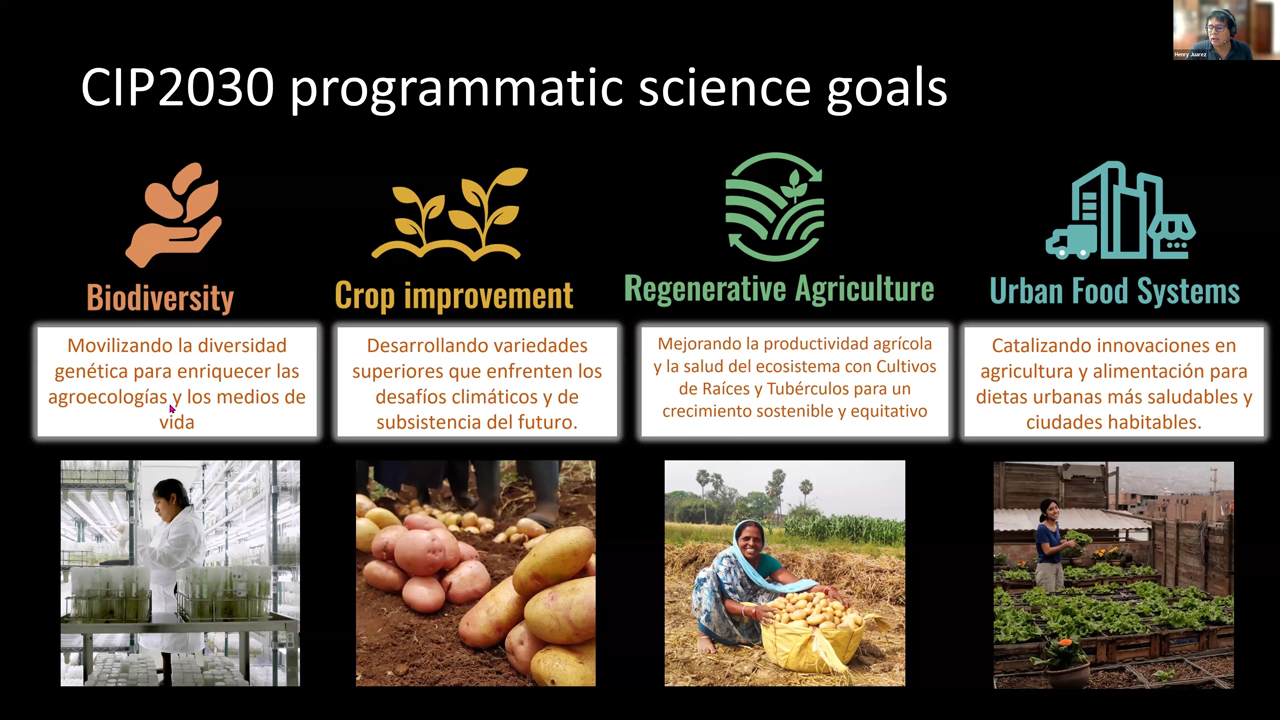 Henry Juarez
CIP2030 programmatic science goals
Biodiversity
Movilizando la diversidad
genética para enriquecer las
agroecologías y los medios de
vida
Crop improvement
Desarrollando variedades
superiores que enfrenten los
desafíos climáticos y de
subsistencia del futuro.
Regenerative Agriculture
Mejorando la productividad agrícola
y la salud del ecosistema con Cultivos
de Raíces y Tubérculos para un
crecimiento sostenible y equitativo
Urban Food Systems
Catalizando innovaciones en
agricultura y alimentación para
dietas urbanas más saludables y
ciudades habitables.